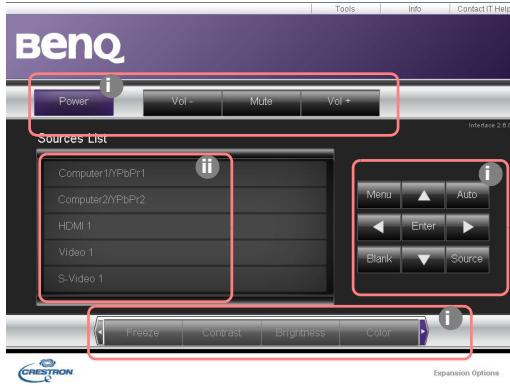 Tools Info Contact IT Help
BenQ
i
Power Vol - Mute Vol +
Interface 2.6.
Sources List
ii
i
Computer1/YPbPr1
Computer2/YPbPr2
HDMI 1
Video 1
S-Video 1
Menu Auto
Enter
Blank Source
i
Freeze Contrast Brightness Color
CRESTRON
Expansion Options